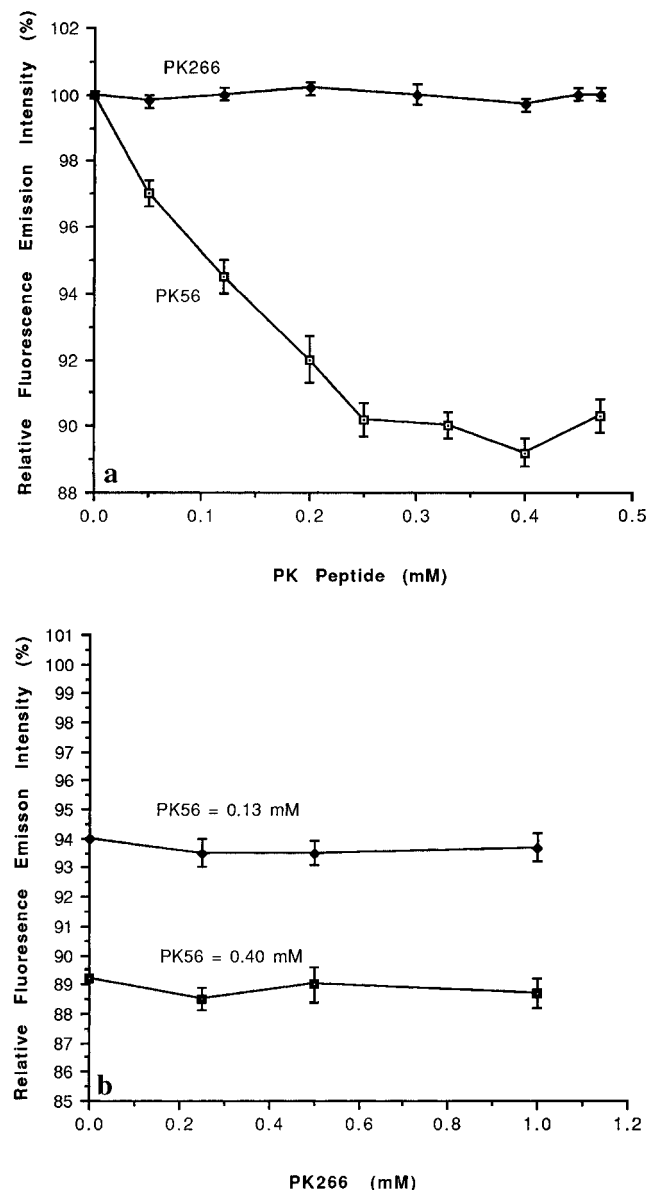 Relative Fluorescence Emission Intensity (%)
102
100
98
96
94
92
90
88
PK266
PK56
a
0.0 0.1 0.2 0.3 0.4 0.5
PK Peptide (mM)
Relative Fluoresence Emisson Intensity (%)
101
100
99
98
97
96
95
94
93
92
91
90
89
88
87
86
85
PK56 = 0.13 mM
PK56 = 0.40 mM
b
0.0 0.2 0.4 0.6 0.8 1.0 1.2
PK266 (mM)